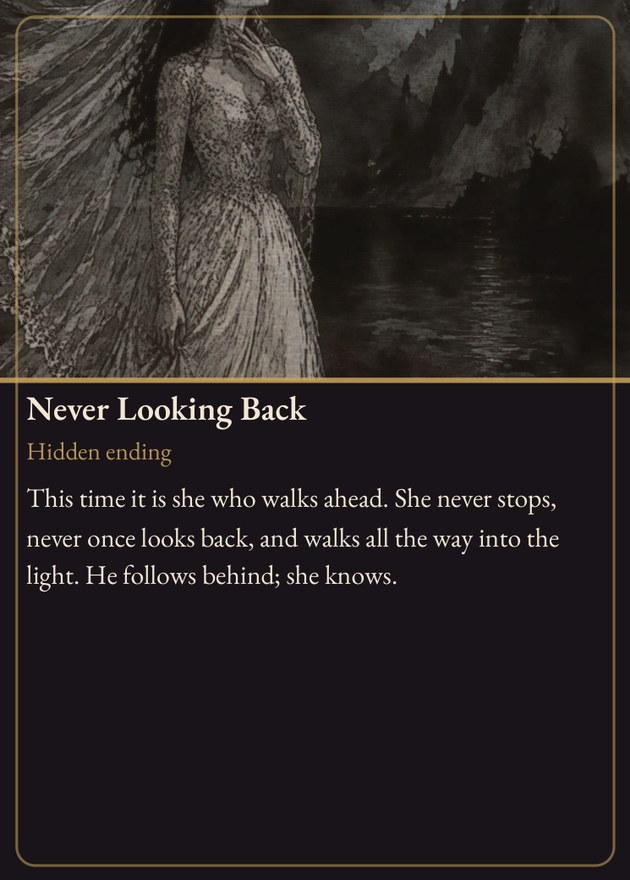 Never Looking Back
Hidden ending
This time it is she who walks ahead. She never stops,
never once looks back, and walks all the way into the
light. He follows behind; she knows.